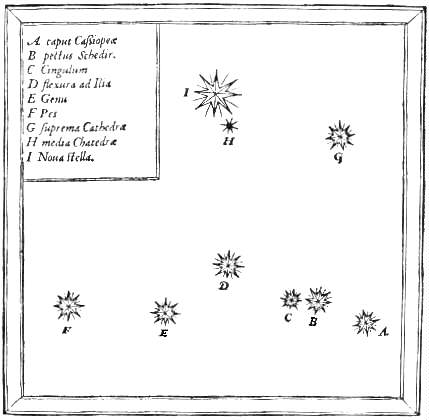 A caput Cassiopeæ
B pectus Schedir.
C Cingulum
D flexura ad Ilia
E Genu
F Pes
G suprema Cathedræ
H media Chatedræ
I Noua stella.
I
H
G
D
C
B
A
F
E